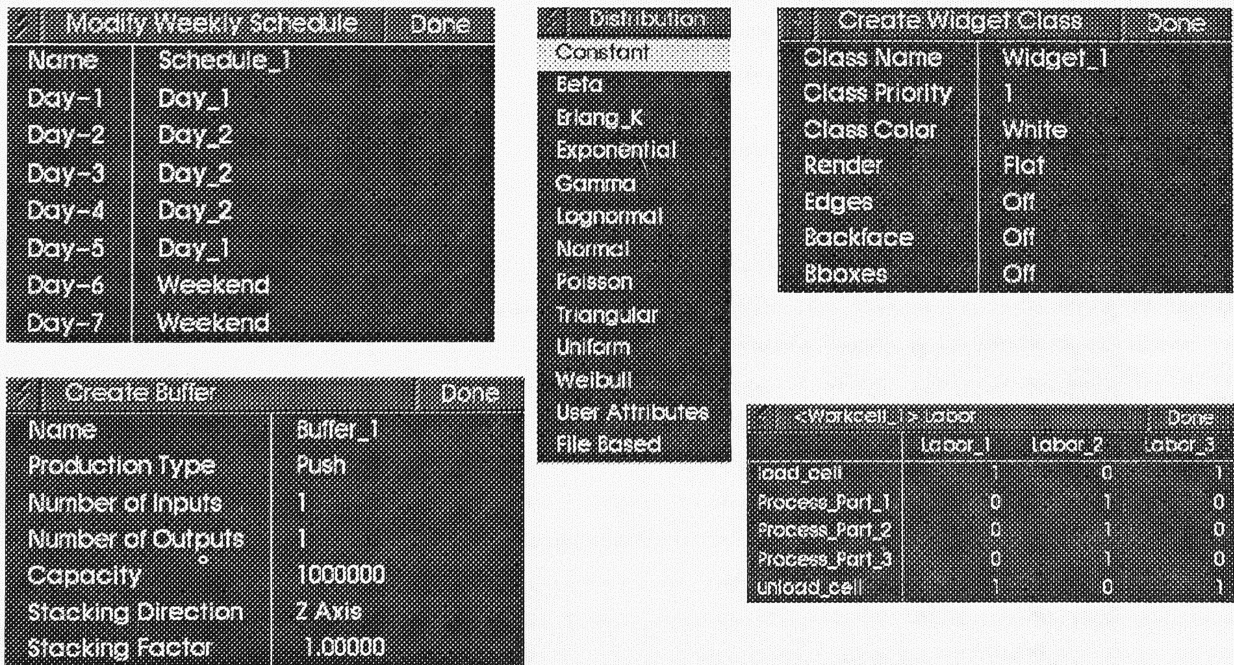 Modify Weekly Schedule Done
Name Schedule_1
Day-1 Day_1
Day-2 Day_2
Day-3 Day_2
Day-4 Day_2
Day-5 Day_1
Day-6 Weekend
Day-7 Weekend
Distribution
Constant
Beta
Erlang_K
Exponential
Gamma
Lognormal
Normal
Poisson
Triangular
Uniform
Weibull
User Attributes
File Based
Create Widget Class Done
Class Name Widget_1
Class Priority 1
Class Color White
Render Flat
Edges Off
Backface Off
Bboxes Off
Create Buffer Done
Name Buffer_1
Production Type Push
Number of Inputs 1
Number of Outputs 1
Capacity 1000000
Stacking Direction Z Axis
Stacking Factor 1.00000
<Workcell_1> Labor Done
Labor_1 Labor_2 Labor_3
load_cell 1 0 1
Process_Part_1 0 1 0
Process_Part_2 0 1 0
Process_Part_3 0 1 0
unload_cell 1 0 1